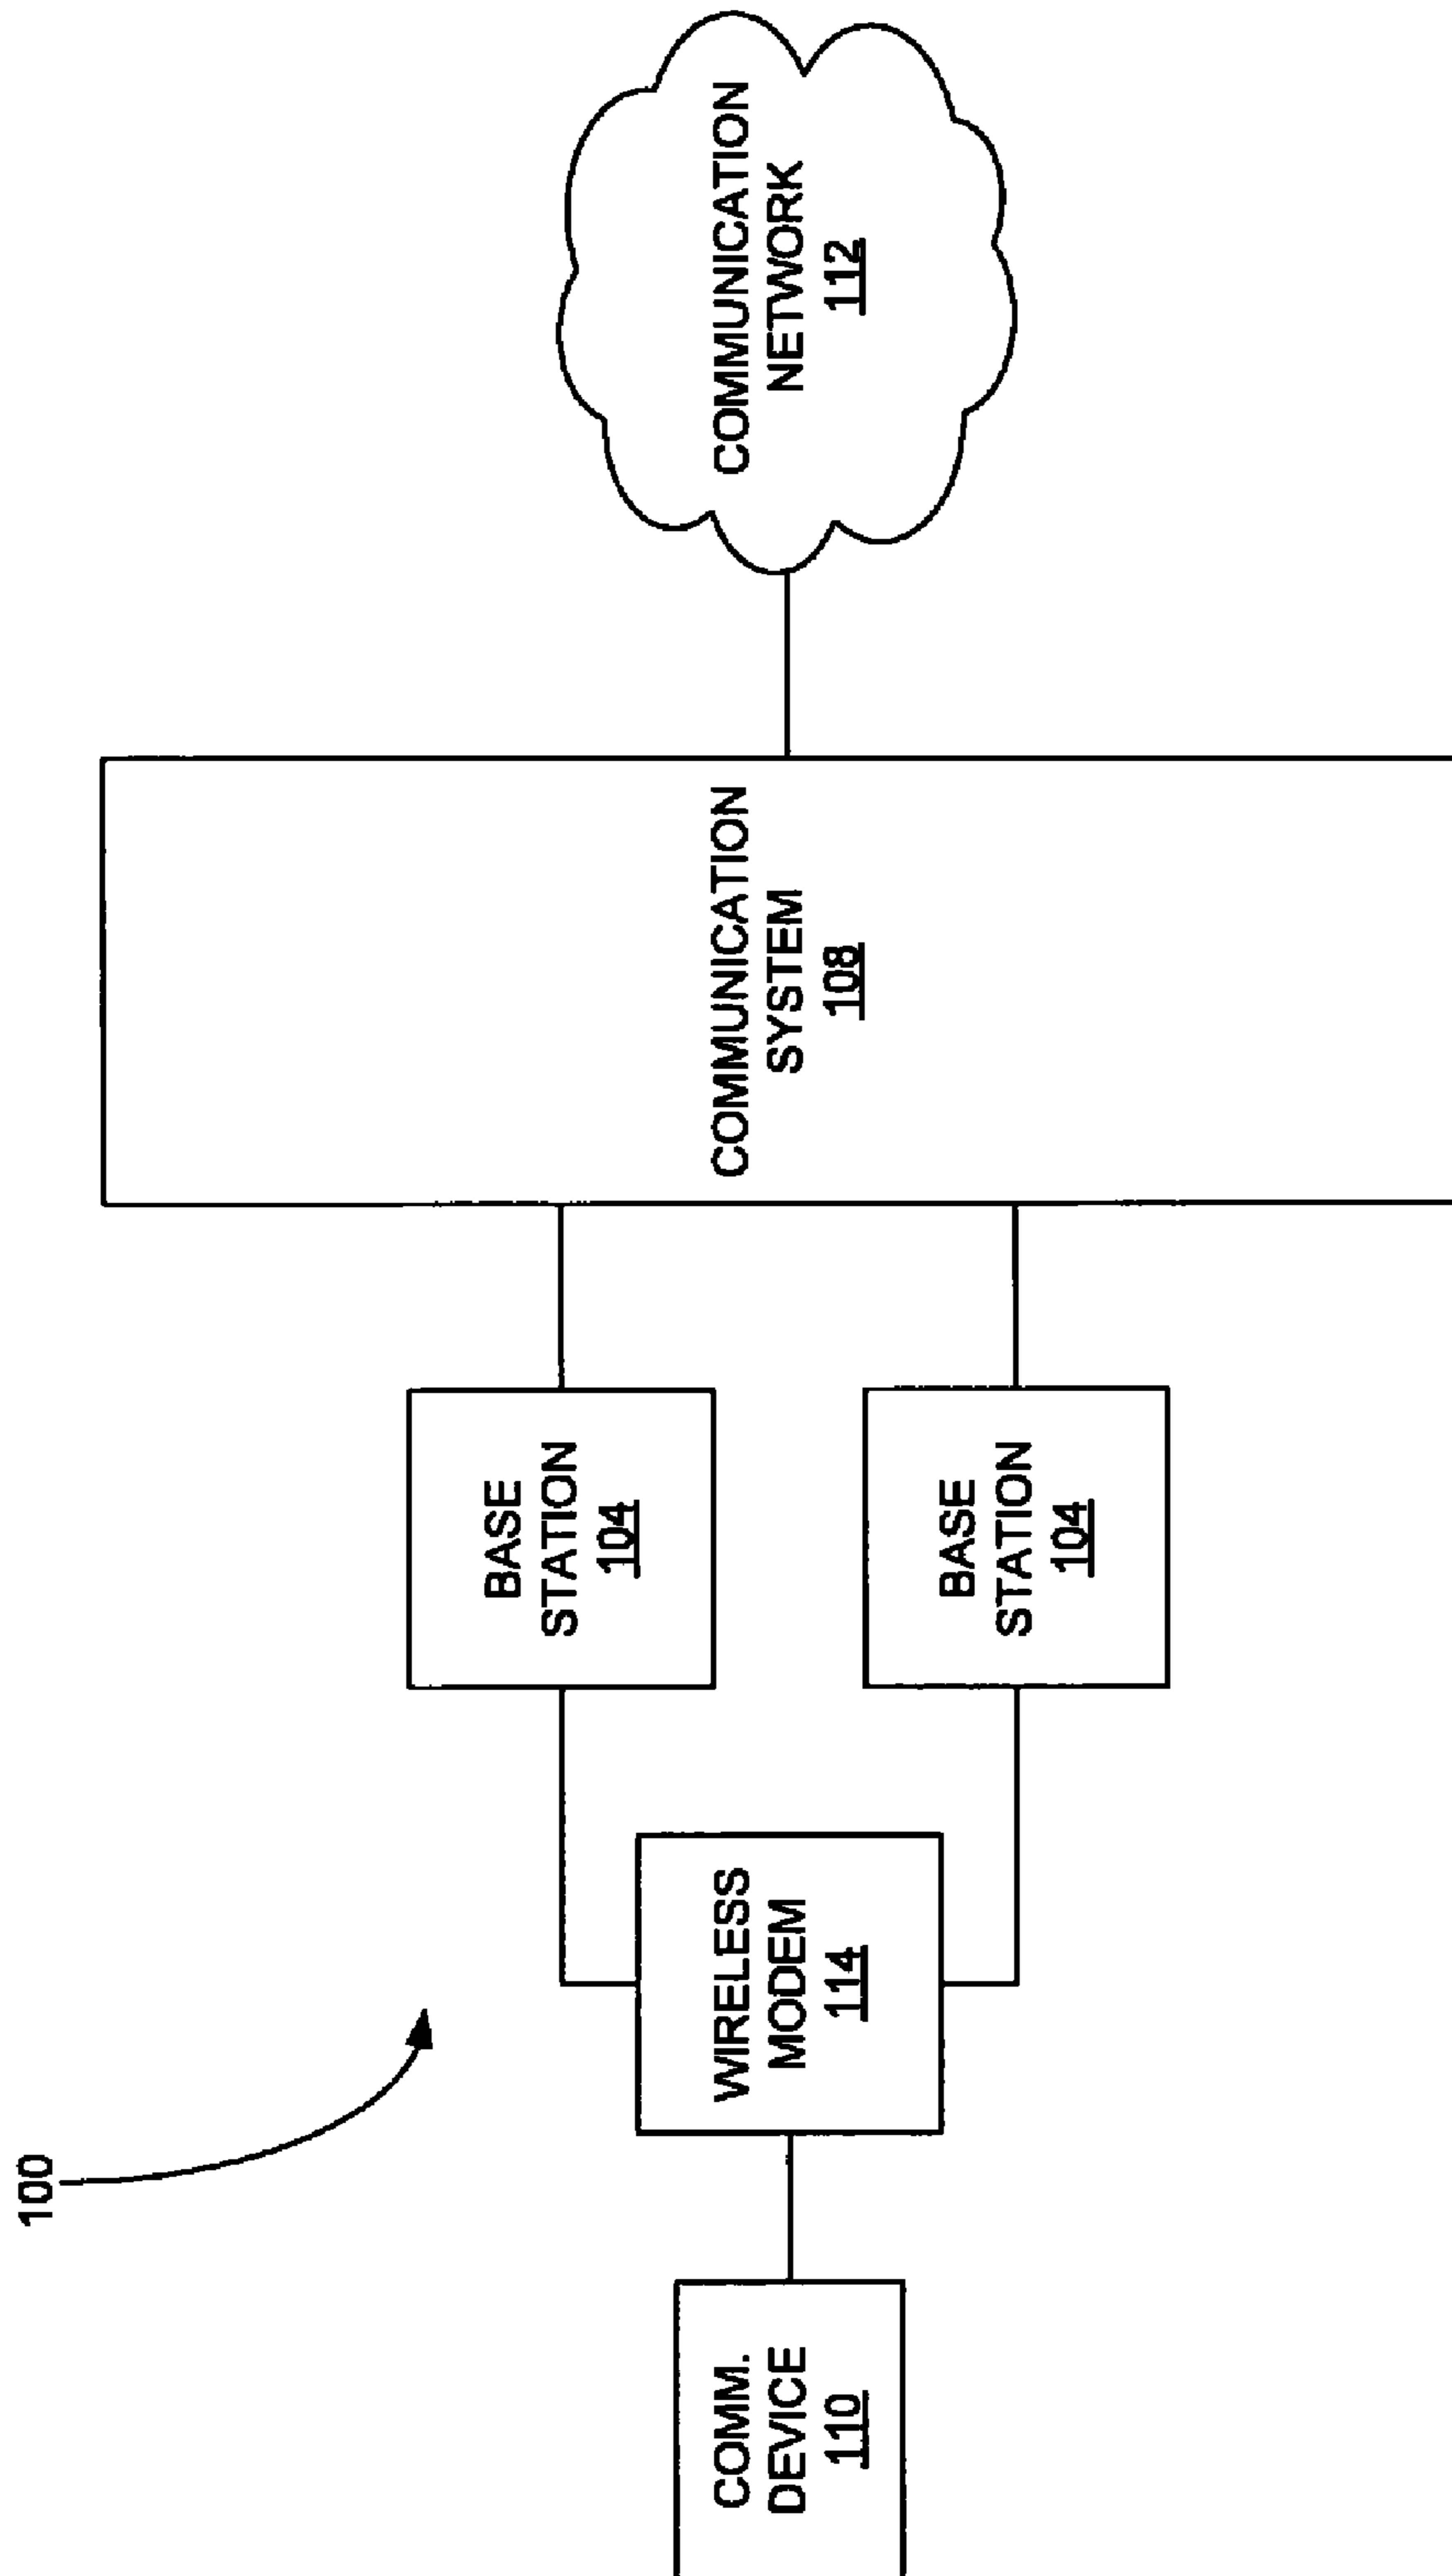 100
COMM.
DEVICE
110
WIRELESS
MODEM
114
BASE
STATION
104
BASE
STATION
104
COMMUNICATION
SYSTEM
108
COMMUNICATION
NETWORK
112